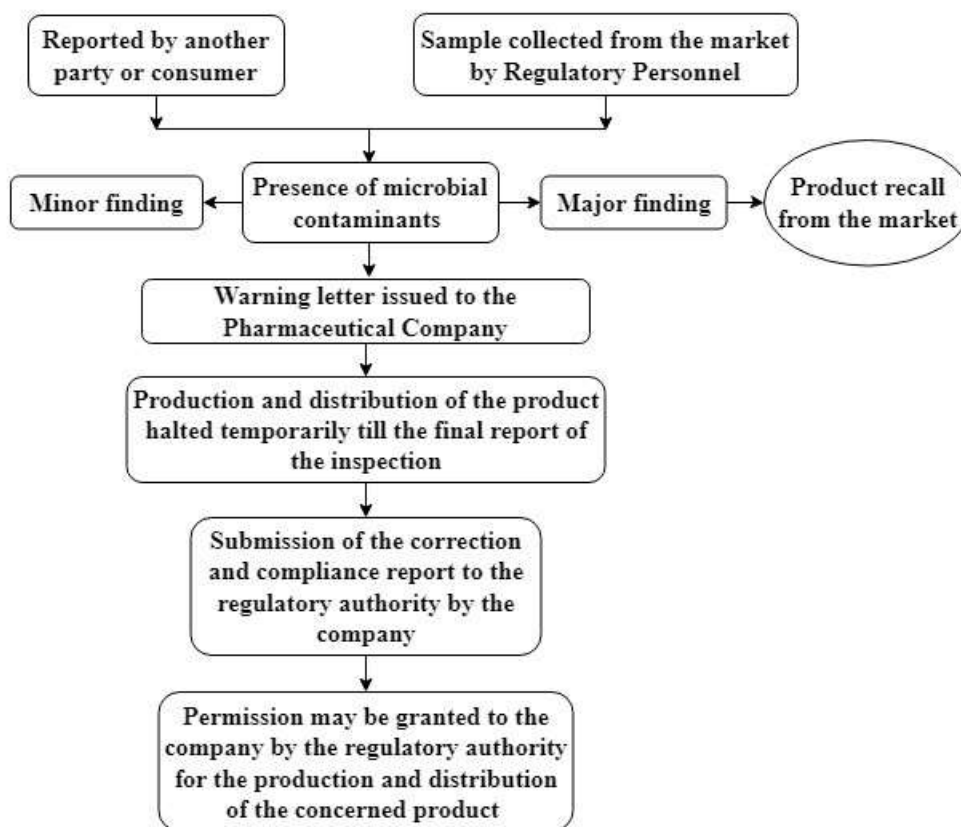 Reported by another
party or consumer
Sample collected from the market
by Regulatory Personnel
Minor finding
Presence of microbial
contaminants
Major finding
Product recall
from the market
Warning letter issued to the
Pharmaceutical Company
Production and distribution of the product
halted temporarily till the final report of
the inspection
Submission of the correction
and compliance report to the
regulatory authority by the
company
Permission may be granted to the
company by the regulatory authority
for the production and distribution
of the concerned product